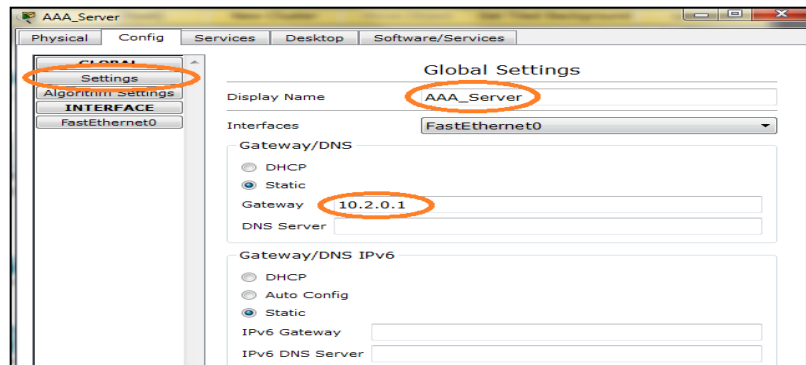 AAA_Server
Physical Config Services Desktop Software/Services
GLOBAL
Settings
Algorithm Settings
INTERFACE
FastEthernet0
Global Settings
Display Name AAA_Server
Interfaces FastEthernet0
Gateway/DNS
DHCP
Static
Gateway 10.2.0.1
DNS Server
Gateway/DNS IPv6
DHCP
Auto Config
Static
IPv6 Gateway
IPv6 DNS Server